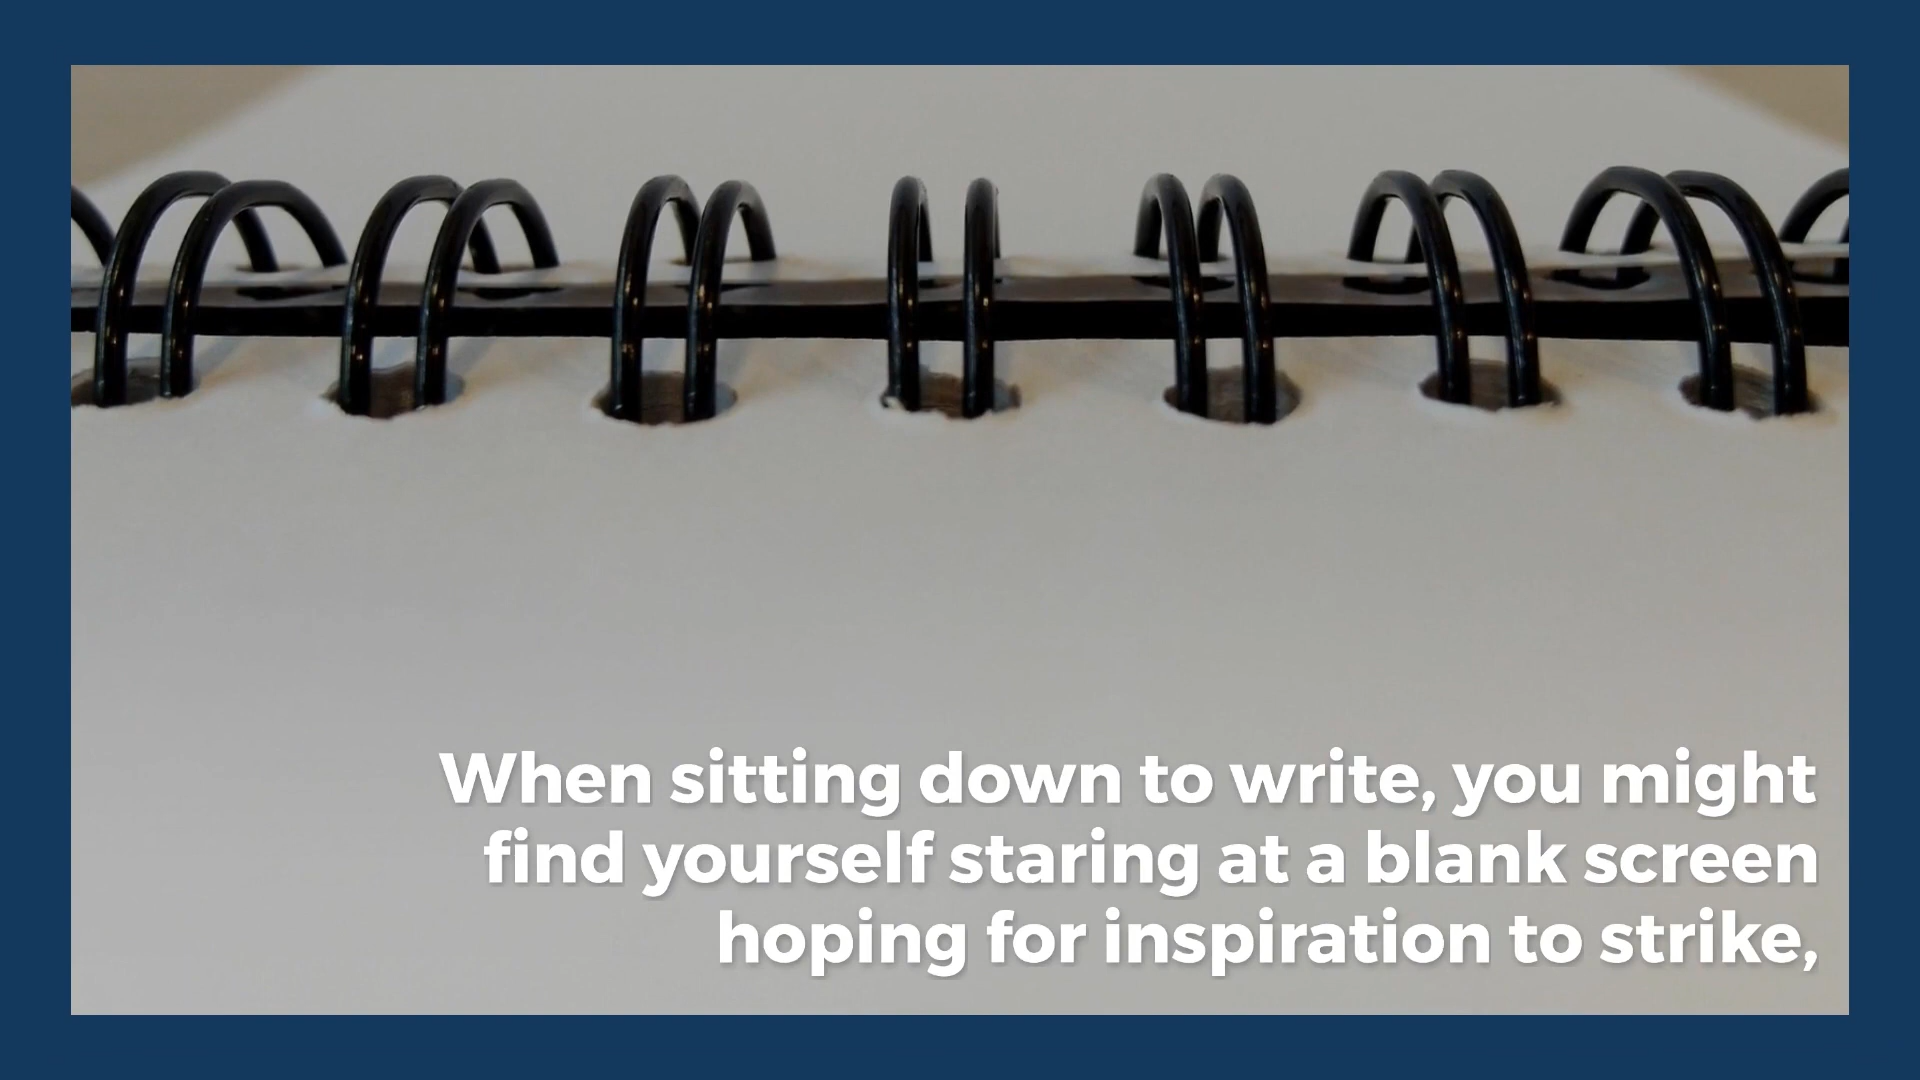 When sitting down to write, you might
find yourself staring at a blank screen
hoping for inspiration to strike,